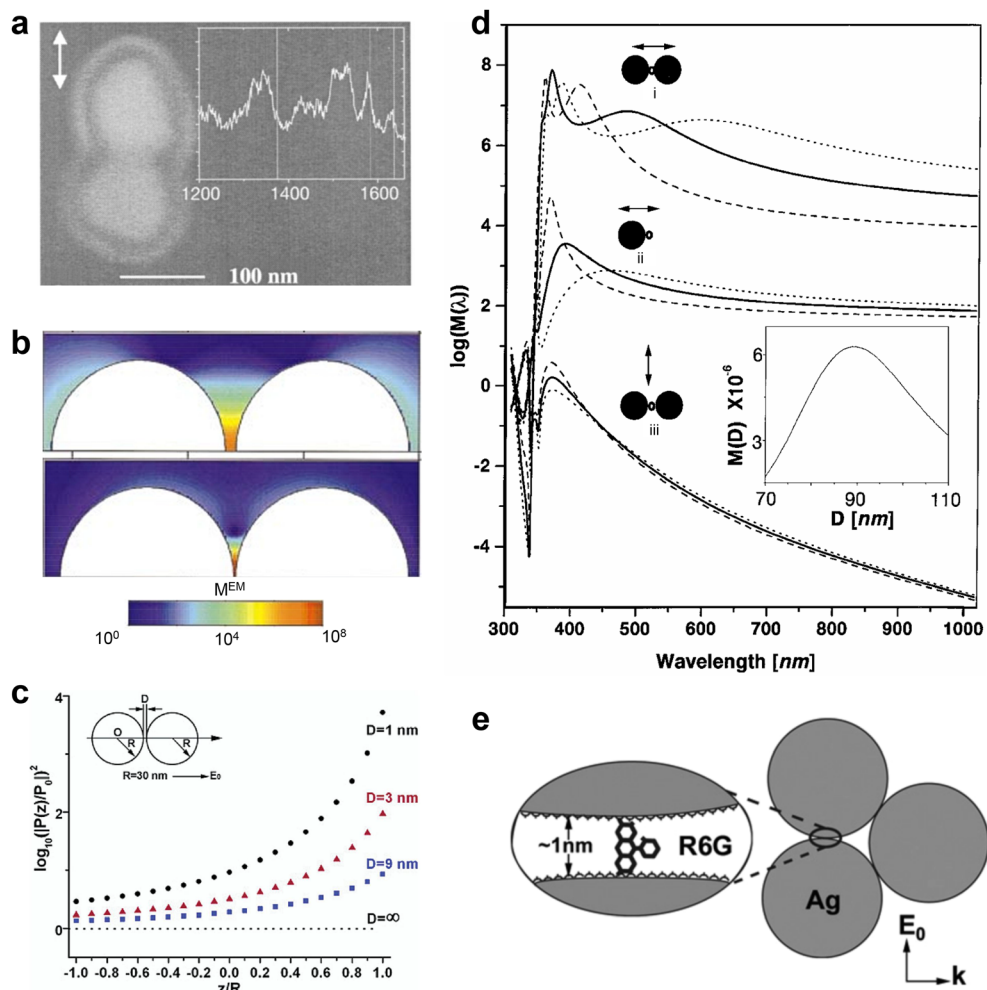 a
1200
1400
1600
100 nm
b
M^EM
10^0
10^4
10^8
c
4
2
0
log10(|P(z)/P0|)^2
D
O
R
R
R=30 nm
E0
D=1 nm
D=3 nm
D=9 nm
D=∞
-1.0 -0.8 -0.6 -0.4 -0.2 0.0 0.2 0.4 0.6 0.8 1.0
z/R
d
8
6
4
2
0
-2
-4
log(M(λ))
i
ii
iii
6
3
M(D) X10^-6
70 90 110
D [nm]
300 400 500 600 700 800 900 1000
Wavelength [nm]
e
~1nm
R6G
Ag
E0
k